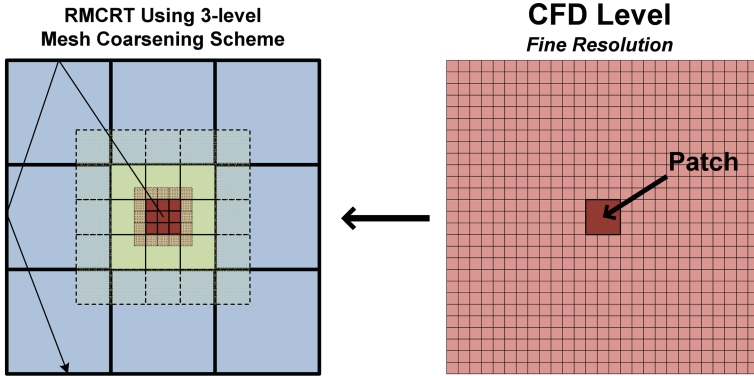 RMCRT Using 3-level
Mesh Coarsening Scheme
CFD Level
Fine Resolution
Patch